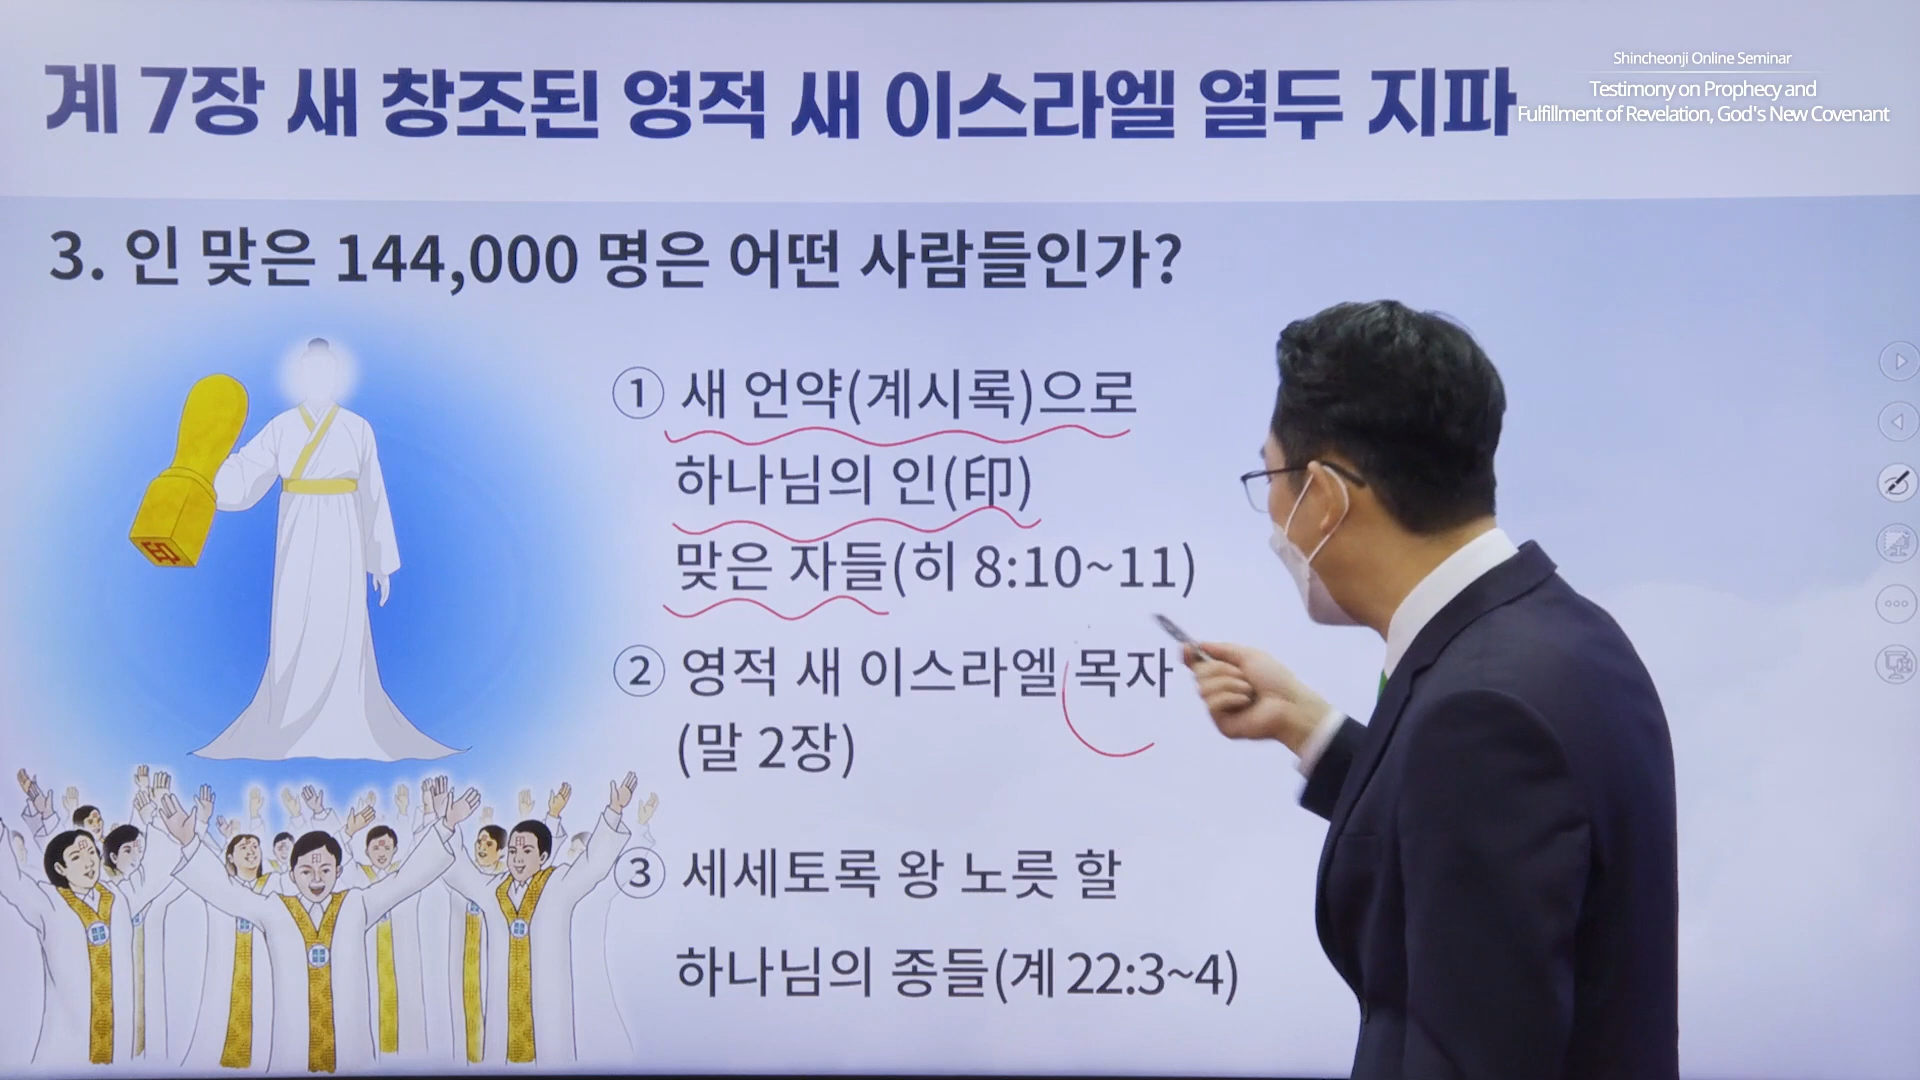 계 7장 새 창조된 영적 새 이스라엘 열두 지파
Shincheonji Online Seminar
Testimony on Prophecy and
Fulfillment of Revelation, God's New Covenant
3. 인 맞은 144,000 명은 어떤 사람들인가?
① 새 언약(계시록)으로
하나님의 인(印)
맞은 자들(히 8:10~11)
② 영적 새 이스라엘 목자
(말 2장)
③ 세세토록 왕 노릇 할
하나님의 종들(계 22:3~4)
印
印
印